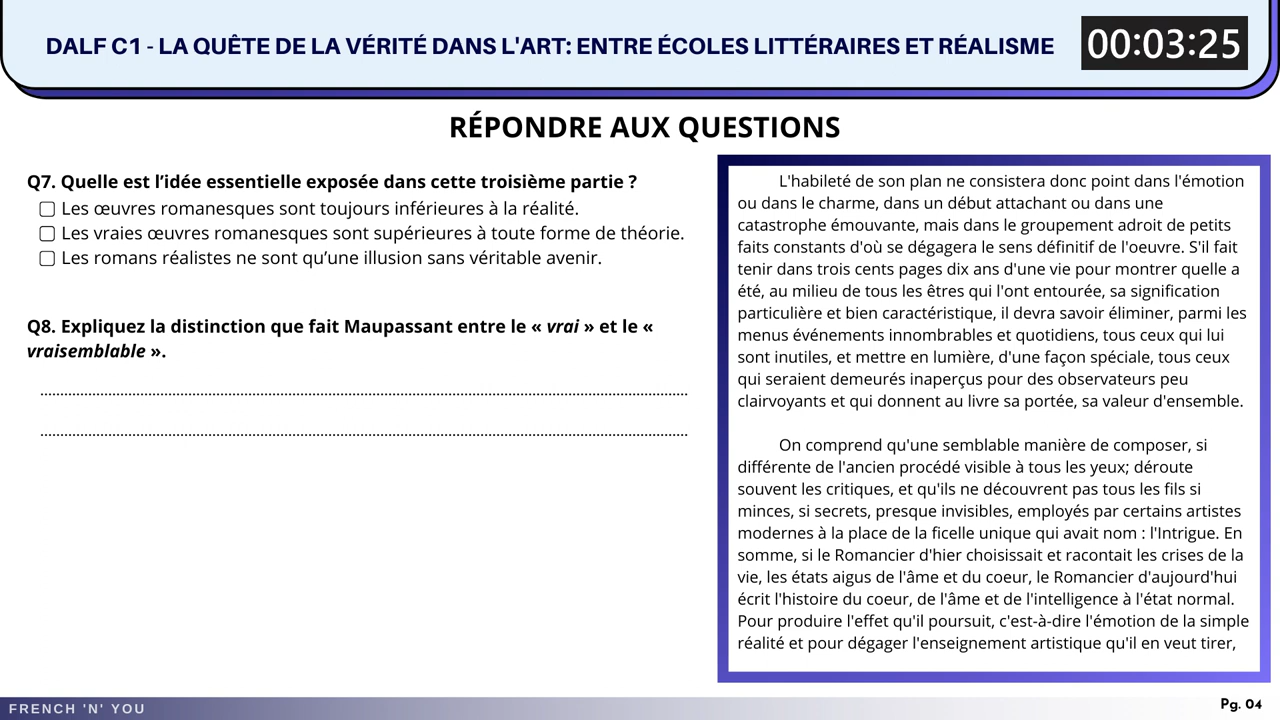 DALF C1 - LA QUÊTE DE LA VÉRITÉ DANS L'ART: ENTRE ÉCOLES LITTÉRAIRES ET RÉALISME
00:03:25
RÉPONDRE AUX QUESTIONS
Q7. Quelle est l’idée essentielle exposée dans cette troisième partie ?
Les œuvres romanesques sont toujours inférieures à la réalité.
Les vraies œuvres romanesques sont supérieures à toute forme de théorie.
Les romans réalistes ne sont qu’une illusion sans véritable avenir.
Q8. Expliquez la distinction que fait Maupassant entre le « vrai » et le «
vraisemblable ».
L'habileté de son plan ne consistera donc point dans l'émotion
ou dans le charme, dans un début attachant ou dans une
catastrophe émouvante, mais dans le groupement adroit de petits
faits constants d'où se dégagera le sens définitif de l'oeuvre. S'il fait
tenir dans trois cents pages dix ans d'une vie pour montrer quelle a
été, au milieu de tous les êtres qui l'ont entourée, sa signification
particulière et bien caractéristique, il devra savoir éliminer, parmi les
menus événements innombrables et quotidiens, tous ceux qui lui
sont inutiles, et mettre en lumière, d'une façon spéciale, tous ceux
qui seraient demeurés inaperçus pour des observateurs peu
clairvoyants et qui donnent au livre sa portée, sa valeur d'ensemble.
On comprend qu'une semblable manière de composer, si
différente de l'ancien procédé visible à tous les yeux; déroute
souvent les critiques, et qu'ils ne découvrent pas tous les fils si
minces, si secrets, presque invisibles, employés par certains artistes
modernes à la place de la ficelle unique qui avait nom : l'Intrigue. En
somme, si le Romancier d'hier choisissait et racontait les crises de la
vie, les états aigus de l'âme et du coeur, le Romancier d'aujourd'hui
écrit l'histoire du coeur, de l'âme et de l'intelligence à l'état normal.
Pour produire l'effet qu'il poursuit, c'est-à-dire l'émotion de la simple
réalité et pour dégager l'enseignement artistique qu'il en veut tirer,
FRENCH 'N' YOU
Pg. 04